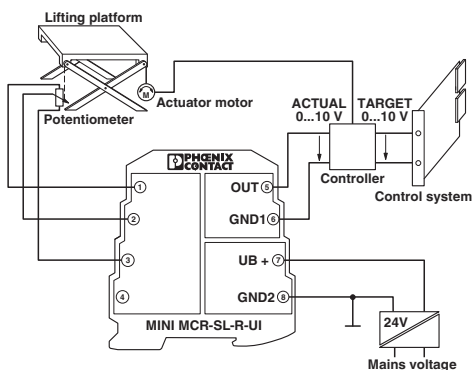 Lifting platform
M
Actuator motor
Potentiometer
ACTUAL
0...10 V
TARGET
0...10 V
Controller
Control system
PHŒNIX
CONTACT
1
OUT 5
2
GND1 6
3
UB + 7
4
GND2 8
MINI MCR-SL-R-UI
24V
Mains voltage